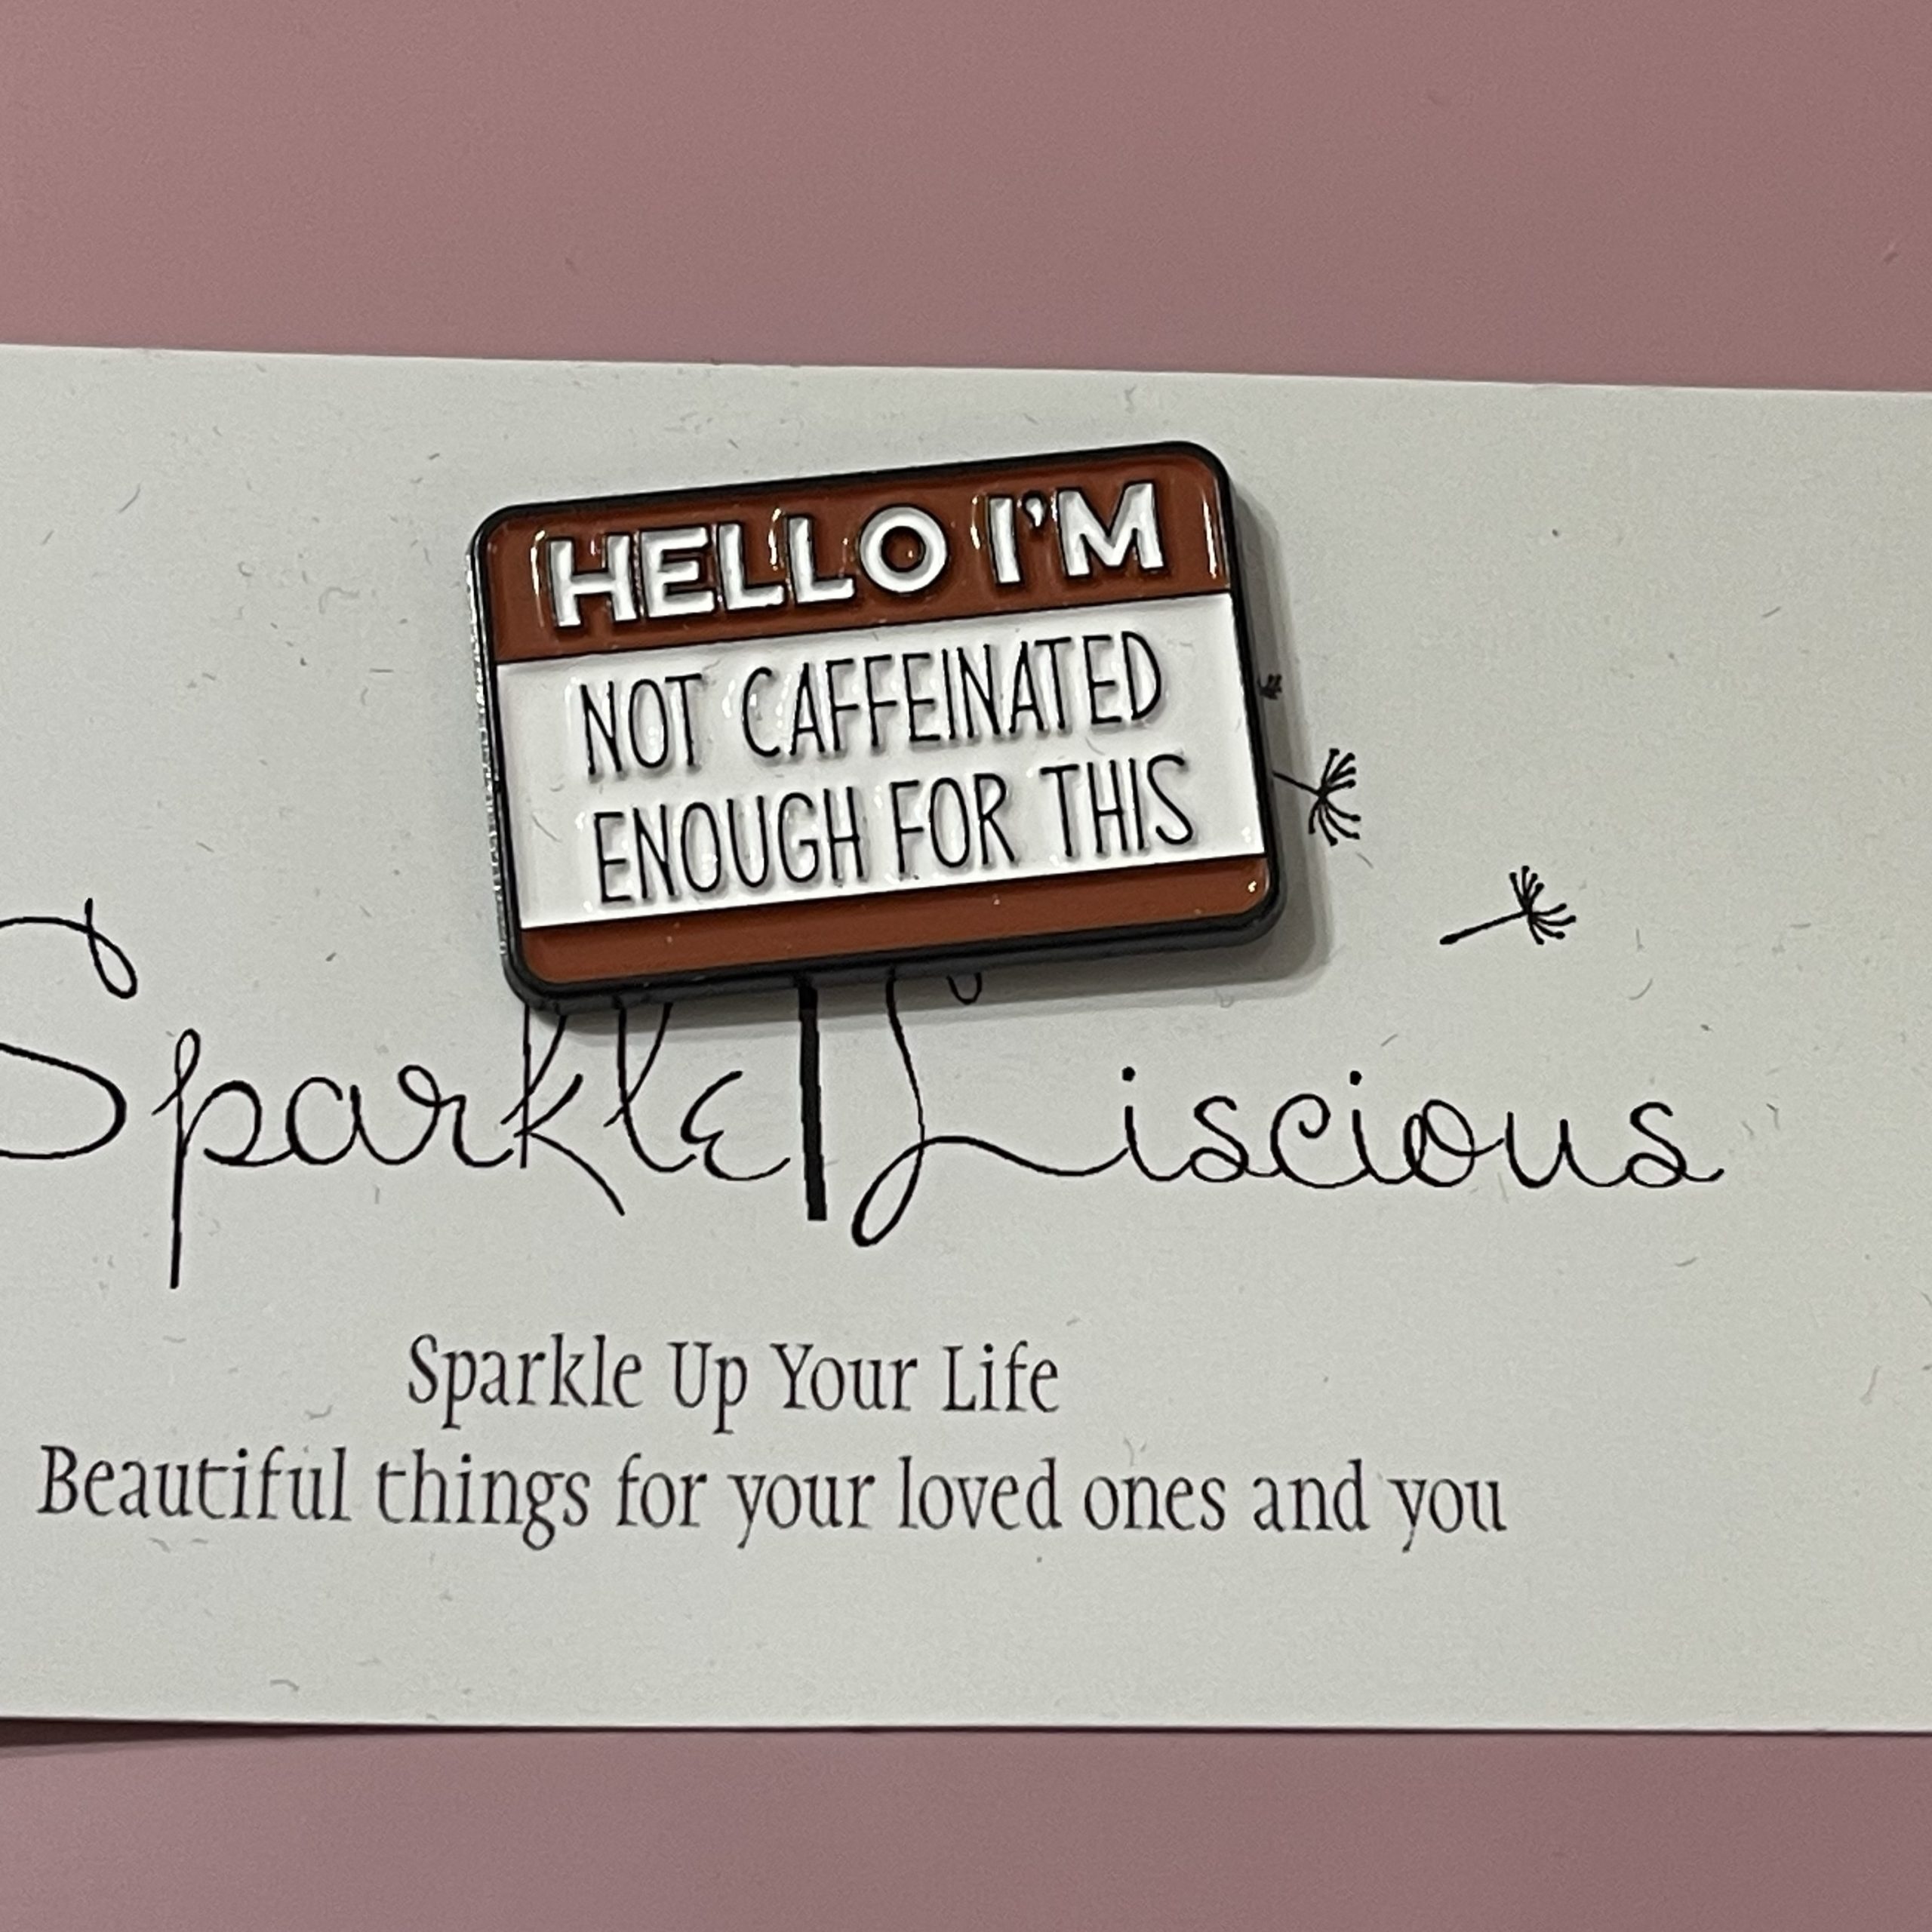 HELLO I'M
NOT CAFFEINATED
ENOUGH FOR THIS
Sparkle Liscious
Sparkle Up Your Life
Beautiful things for your loved ones and you